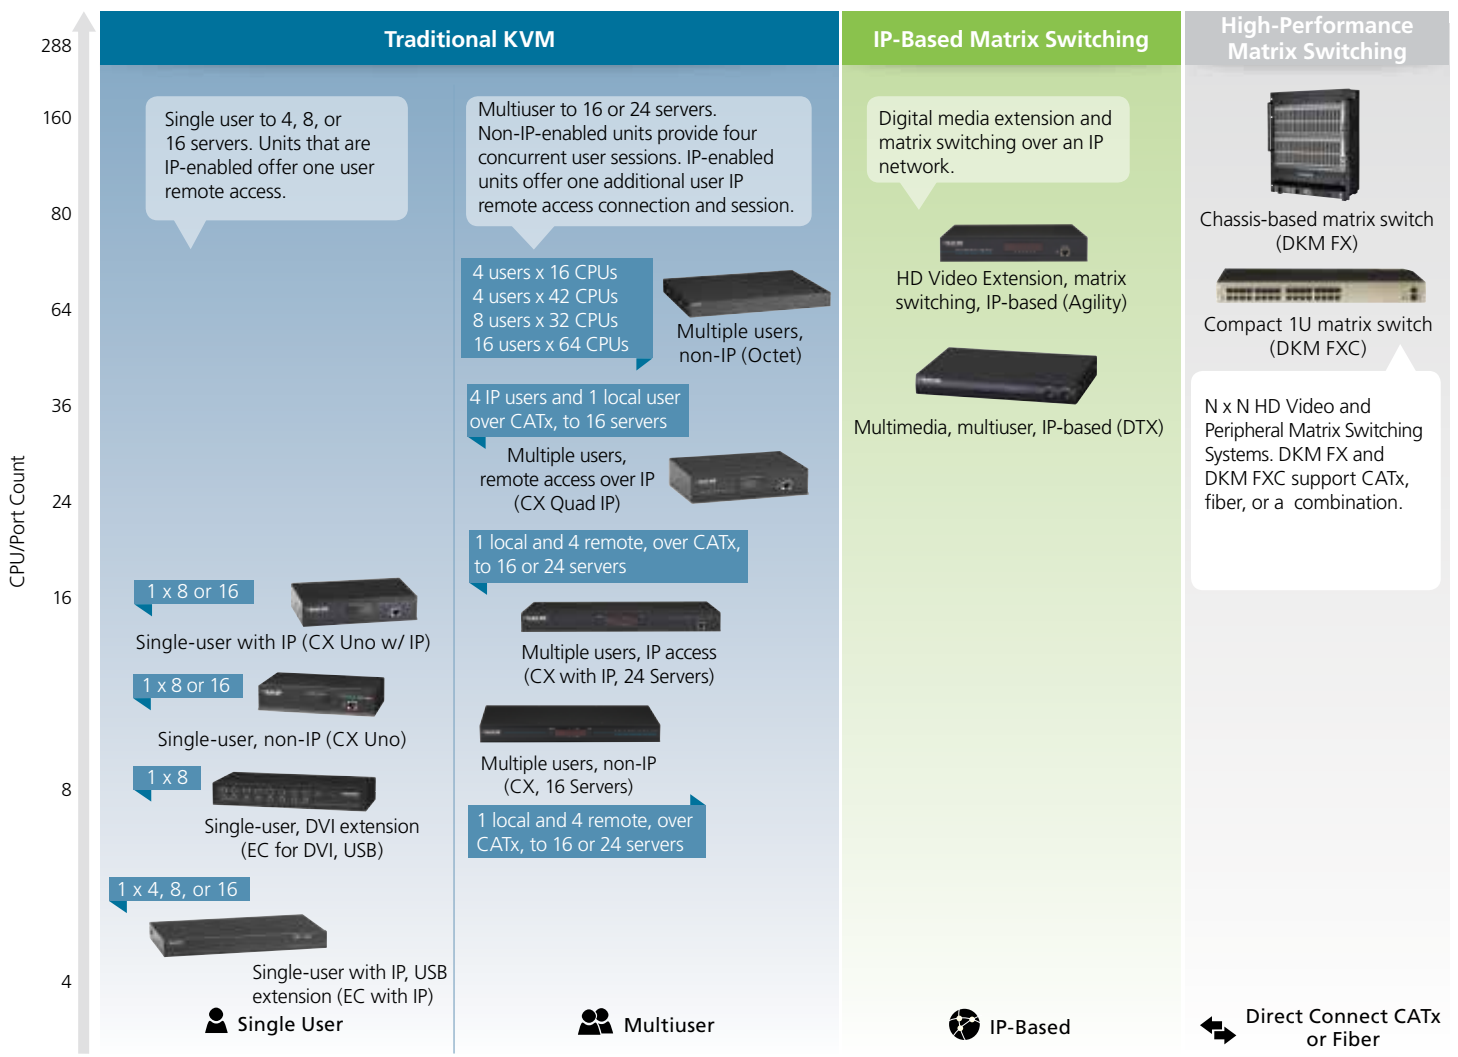 288
160
80
64
36
24
16
8
4
CPU/Port Count
Traditional KVM
Single user to 4, 8, or
16 servers. Units that are
IP-enabled offer one user
remote access.
1 x 8 or 16
Single-user with IP (CX Uno w/ IP)
1 x 8 or 16
Single-user, non-IP (CX Uno)
1 x 8
Single-user, DVI extension
(EC for DVI, USB)
1 x 4, 8, or 16
Single-user with IP, USB
extension (EC with IP)
Single User
Multiuser to 16 or 24 servers.
Non-IP-enabled units provide four
concurrent user sessions. IP-enabled
units offer one additional user IP
remote access connection and session.
4 users x 16 CPUs
4 users x 42 CPUs
8 users x 32 CPUs
16 users x 64 CPUs
Multiple users,
non-IP (Octet)
4 IP users and 1 local user
over CATx, to 16 servers
Multiple users,
remote access over IP
(CX Quad IP)
1 local and 4 remote, over CATx,
to 16 or 24 servers
Multiple users, IP access
(CX with IP, 24 Servers)
Multiple users, non-IP
(CX, 16 Servers)
1 local and 4 remote, over
CATx, to 16 or 24 servers
Multiuser
IP-Based Matrix Switching
Digital media extension and
matrix switching over an IP
network.
HD Video Extension, matrix
switching, IP-based (Agility)
Multimedia, multiuser, IP-based (DTX)
IP-Based
High-Performance
Matrix Switching
Chassis-based matrix switch
(DKM FX)
Compact 1U matrix switch
(DKM FXC)
N x N HD Video and
Peripheral Matrix Switching
Systems. DKM FX and
DKM FXC support CATx,
fiber, or a combination.
Direct Connect CATx
or Fiber